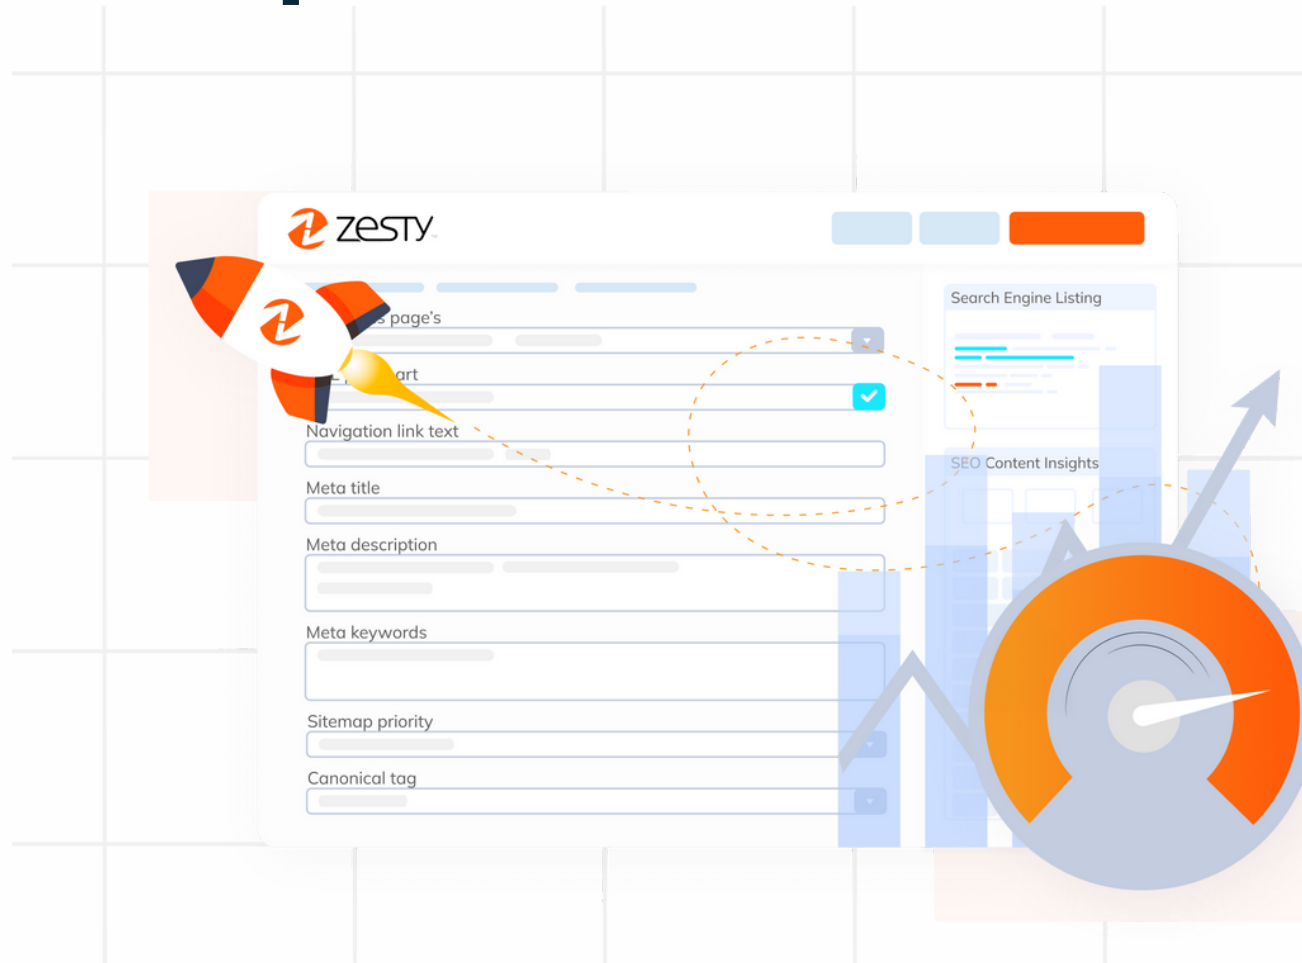 zesty
Search Engine Listing
page's
art
Navigation link text
SEO Content Insights
Meta title
Meta description
Meta keywords
Sitemap priority
Canonical tag